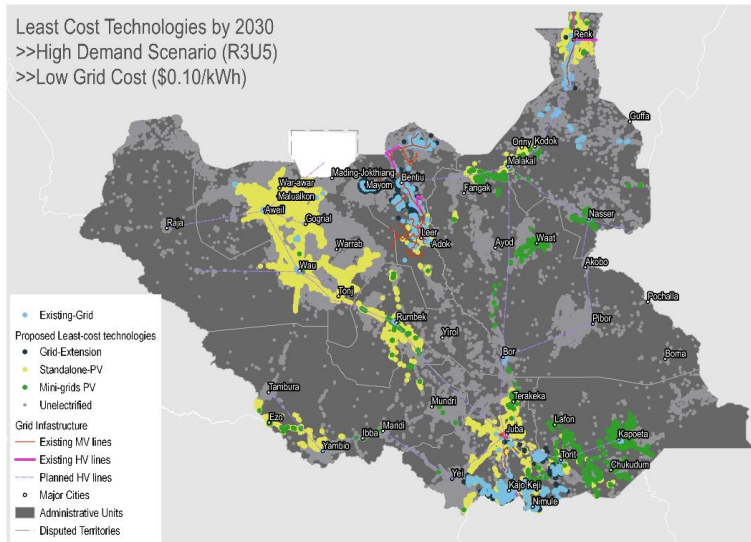 Least Cost Technologies by 2030
>>High Demand Scenario (R3U5)
>>Low Grid Cost ($0.10/kWh)
Renk
Guffa
Oriny
Kodok
Malakal
Mading-Jokthiang
Bentiu
War-awar
Mayom
Fangak
Malualkon
Aweil
Nasser
Gogrial
Raja
Leer
Waat
Warrab
Adok
Ayod
Wau
Akobo
Tonj
Pochalla
Rumbek
Pibor
Yirol
Bor
Boma
Tambura
Terakeka
Mundri
Ezo
Lafon
Maridi
Juba
Ibba
Kapoeta
Yambio
Torit
Chukudum
Yei
Kajo Keji
Nimule
Existing-Grid
Proposed Least-cost technologies
Grid-Extension
Standalone-PV
Mini-grids PV
Unelectrified
Grid Infastructure
Existing MV lines
Existing HV lines
Planned HV lines
Major Cities
Administrative Units
Disputed Territories